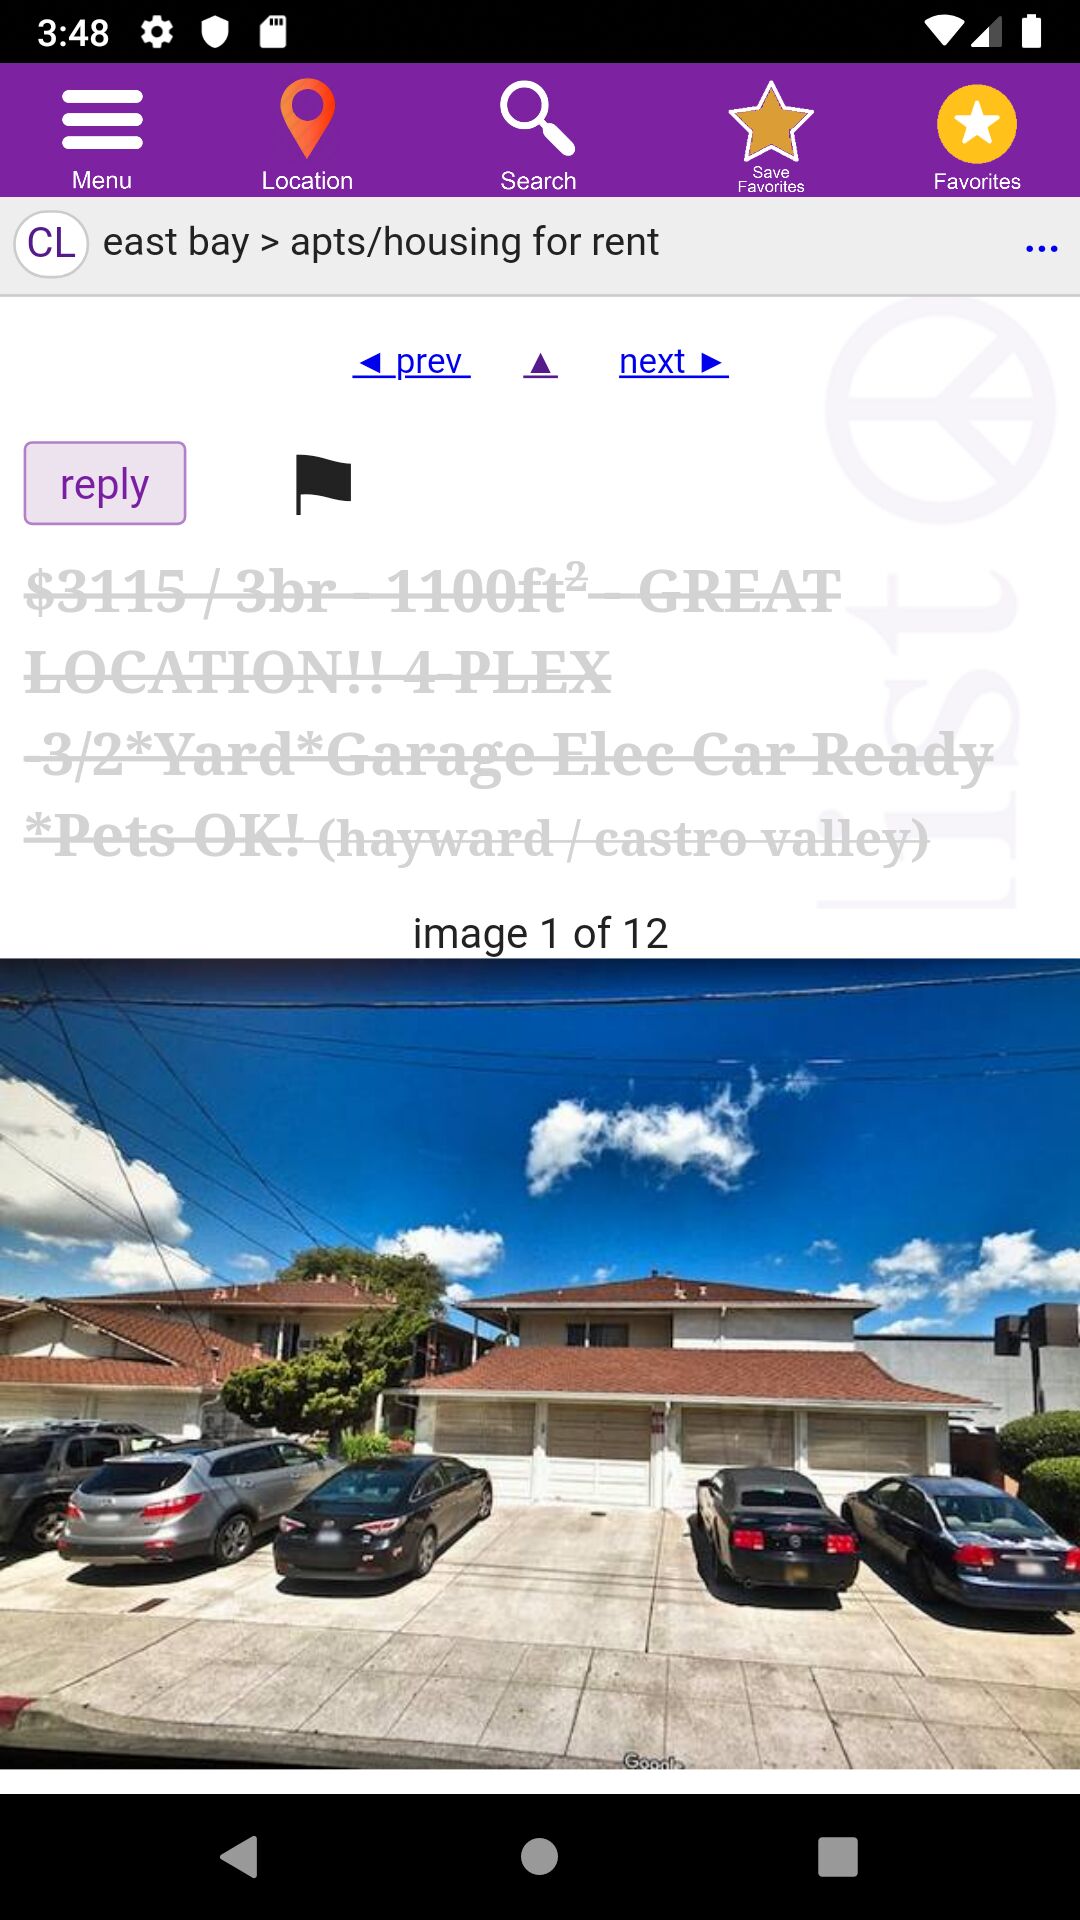 3:48
Menu Location Search Save Favorites Favorites
CL east bay > apts/housing for rent ...
◄ prev ▲ next ►
reply
$3115 / 3br - 1100ft² - GREAT
LOCATION!! 4-PLEX
-3/2*Yard*Garage Elec Car Ready
*Pets OK! (hayward / castro valley)
list
image 1 of 12
Google